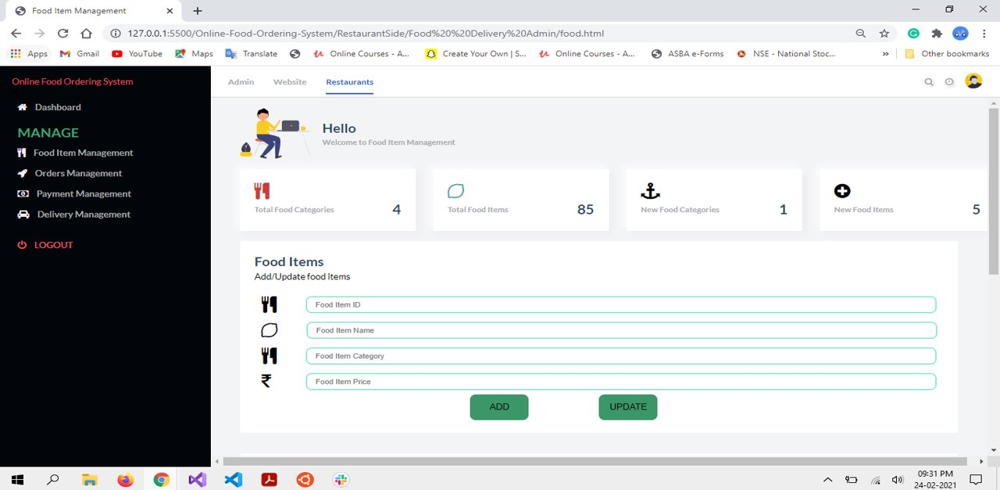 Food Item Management
127.0.0.1:5500/Online-Food-Ordering-System/RestaurantSide/Food%20%20Delivery%20Admin/food.html
Apps Gmail YouTube Maps Translate Online Courses - A... Create Your Own | S... Online Courses - A... ASBA e-Forms NSE - National Stoc... » Other bookmarks
Online Food Ordering System
Admin Website Restaurants
Dashboard
MANAGE
Food Item Management
Orders Management
Payment Management
Delivery Management
LOGOUT
Hello
Welcome to Food Item Management
Total Food Categories 4
Total Food Items 85
New Food Categories 1
New Food Items 5
Food Items
Add/Update food items
Food Item ID
Food Item Name
Food Item Category
₹ Food Item Price
ADD UPDATE
09:31 PM
24-02-2021